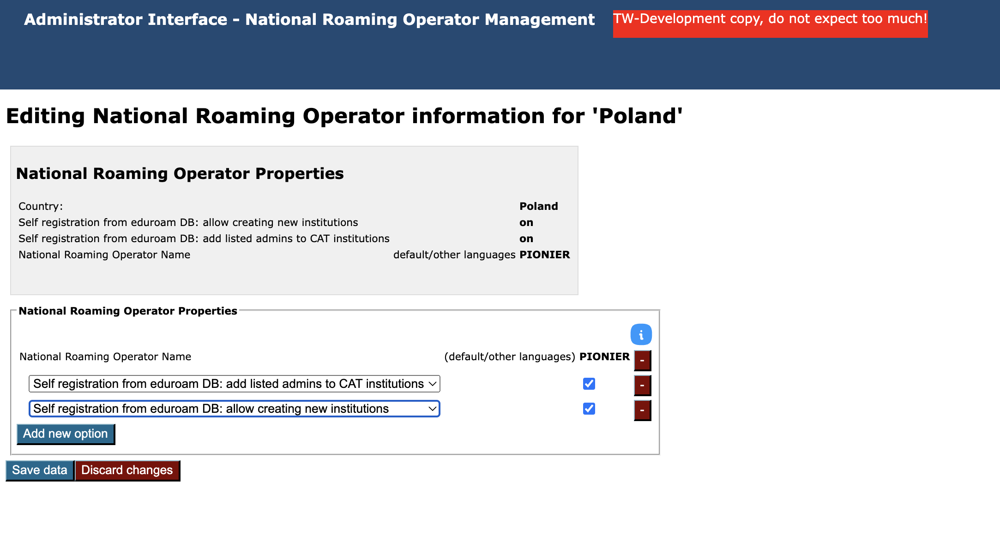 Administrator Interface - National Roaming Operator Management TW-Development copy, do not expect too much!
Editing National Roaming Operator information for 'Poland'
National Roaming Operator Properties
Country: Poland
Self registration from eduroam DB: allow creating new institutions on
Self registration from eduroam DB: add listed admins to CAT institutions on
National Roaming Operator Name default/other languages PIONIER
National Roaming Operator Properties
i
National Roaming Operator Name (default/other languages) PIONIER -
Self registration from eduroam DB: add listed admins to CAT institutions -
Self registration from eduroam DB: allow creating new institutions -
Add new option
Save data Discard changes